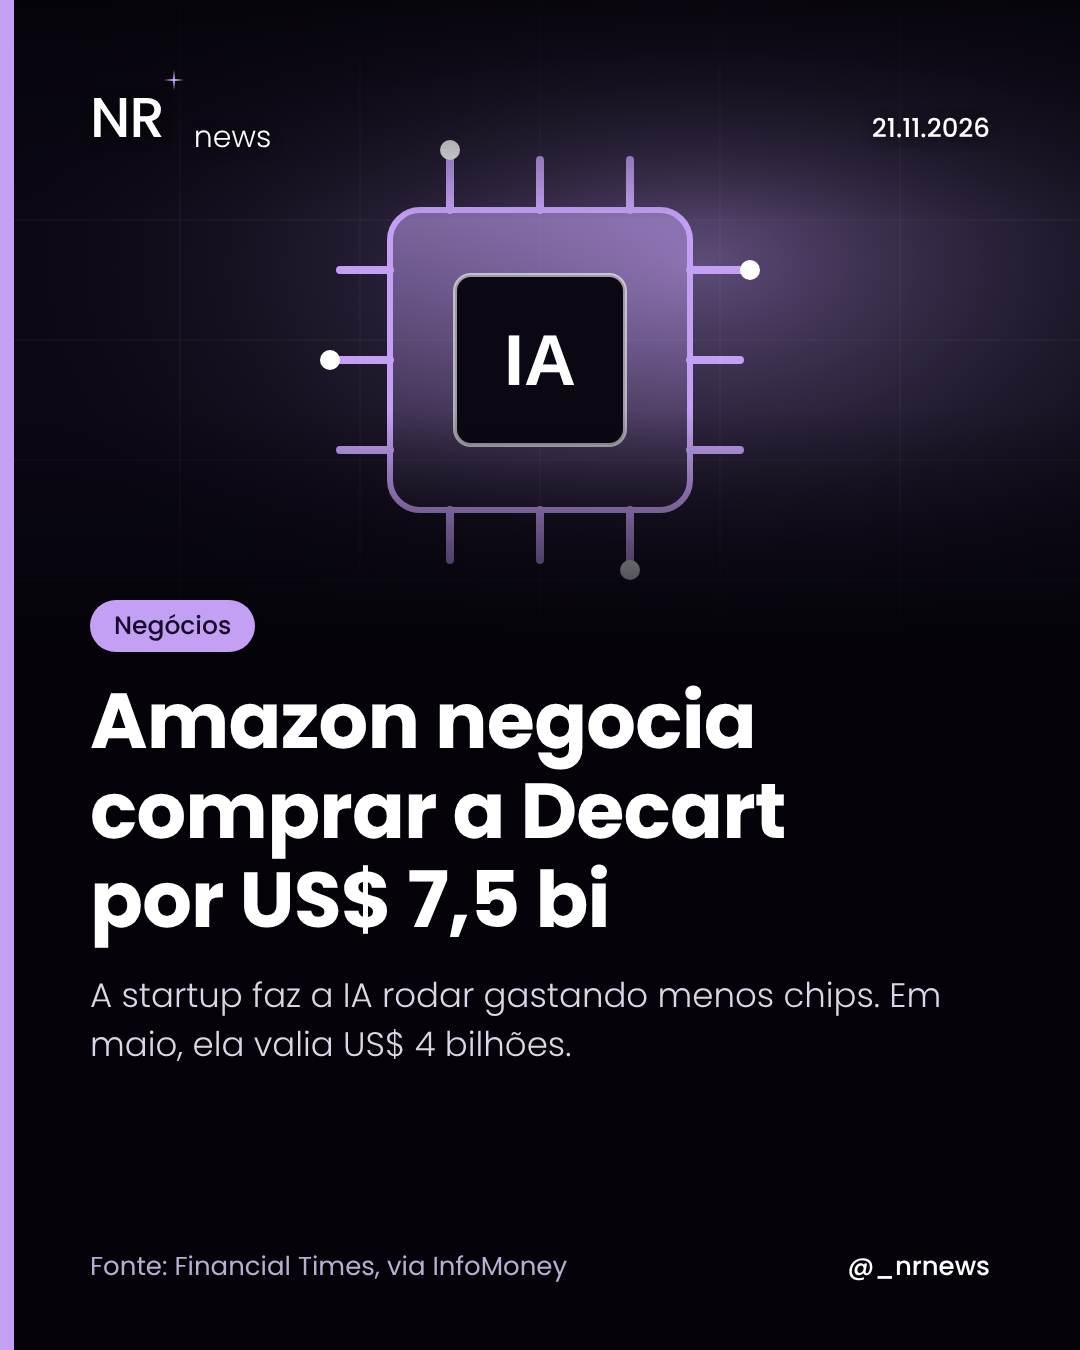 NR news
21.11.2026
IA
Negócios
Amazon negocia
comprar a Decart
por US$ 7,5 bi
A startup faz a IA rodar gastando menos chips. Em
maio, ela valia US$ 4 bilhões.
Fonte: Financial Times, via InfoMoney
@_nrnews